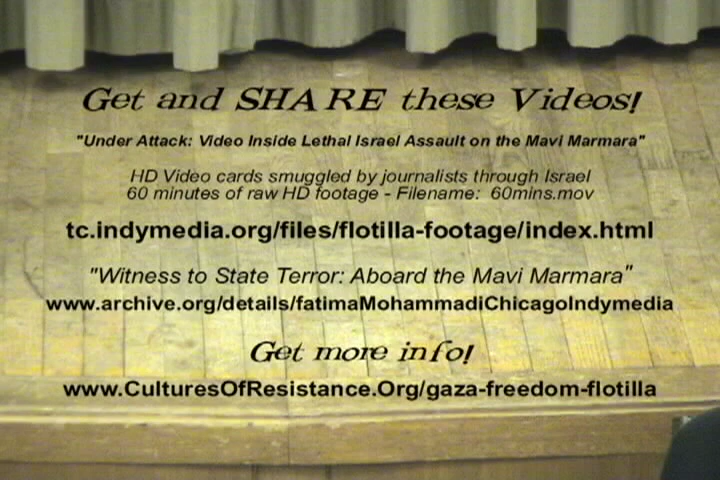 Get and SHARE these Videos!
"Under Attack: Video Inside Lethal Israel Assault on the Mavi Marmara"
HD Video cards smuggled by journalists through Israel
60 minutes of raw HD footage - Filename: 60mins.mov
tc.indymedia.org/files/flotilla-footage/index.html
"Witness to State Terror: Aboard the Mavi Marmara"
www.archive.org/details/fatimaMohammadiChicagoIndymedia
Get more info!
www.CulturesOfResistance.Org/gaza-freedom-flotilla